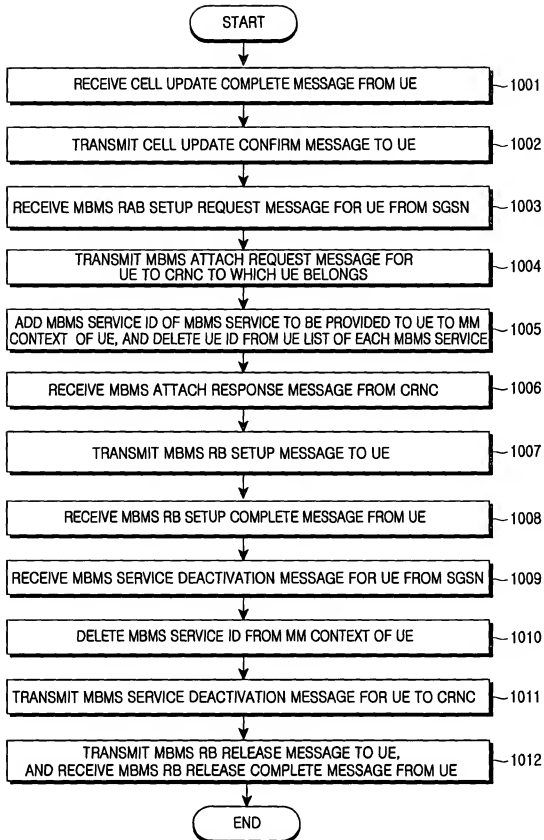 START
RECEIVE CELL UPDATE COMPLETE MESSAGE FROM UE
1001
TRANSMIT CELL UPDATE CONFIRM MESSAGE TO UE
1002
RECEIVE MBMS RAB SETUP REQUEST MESSAGE FOR UE FROM SGSN
1003
TRANSMIT MBMS ATTACH REQUEST MESSAGE FOR
UE TO CRNC TO WHICH UE BELONGS
1004
ADD MBMS SERVICE ID OF MBMS SERVICE TO BE PROVIDED TO UE TO MM
CONTEXT OF UE, AND DELETE UE ID FROM UE LIST OF EACH MBMS SERVICE
1005
RECEIVE MBMS ATTACH RESPONSE MESSAGE FROM CRNC
1006
TRANSMIT MBMS RB SETUP MESSAGE TO UE
1007
RECEIVE MBMS RB SETUP COMPLETE MESSAGE FROM UE
1008
RECEIVE MBMS SERVICE DEACTIVATION MESSAGE FOR UE FROM SGSN
1009
DELETE MBMS SERVICE ID FROM MM CONTEXT OF UE
1010
TRANSMIT MBMS SERVICE DEACTIVATION MESSAGE FOR UE TO CRNC
1011
TRANSMIT MBMS RB RELEASE MESSAGE TO UE,
AND RECEIVE MBMS RB RELEASE COMPLETE MESSAGE FROM UE
1012
END